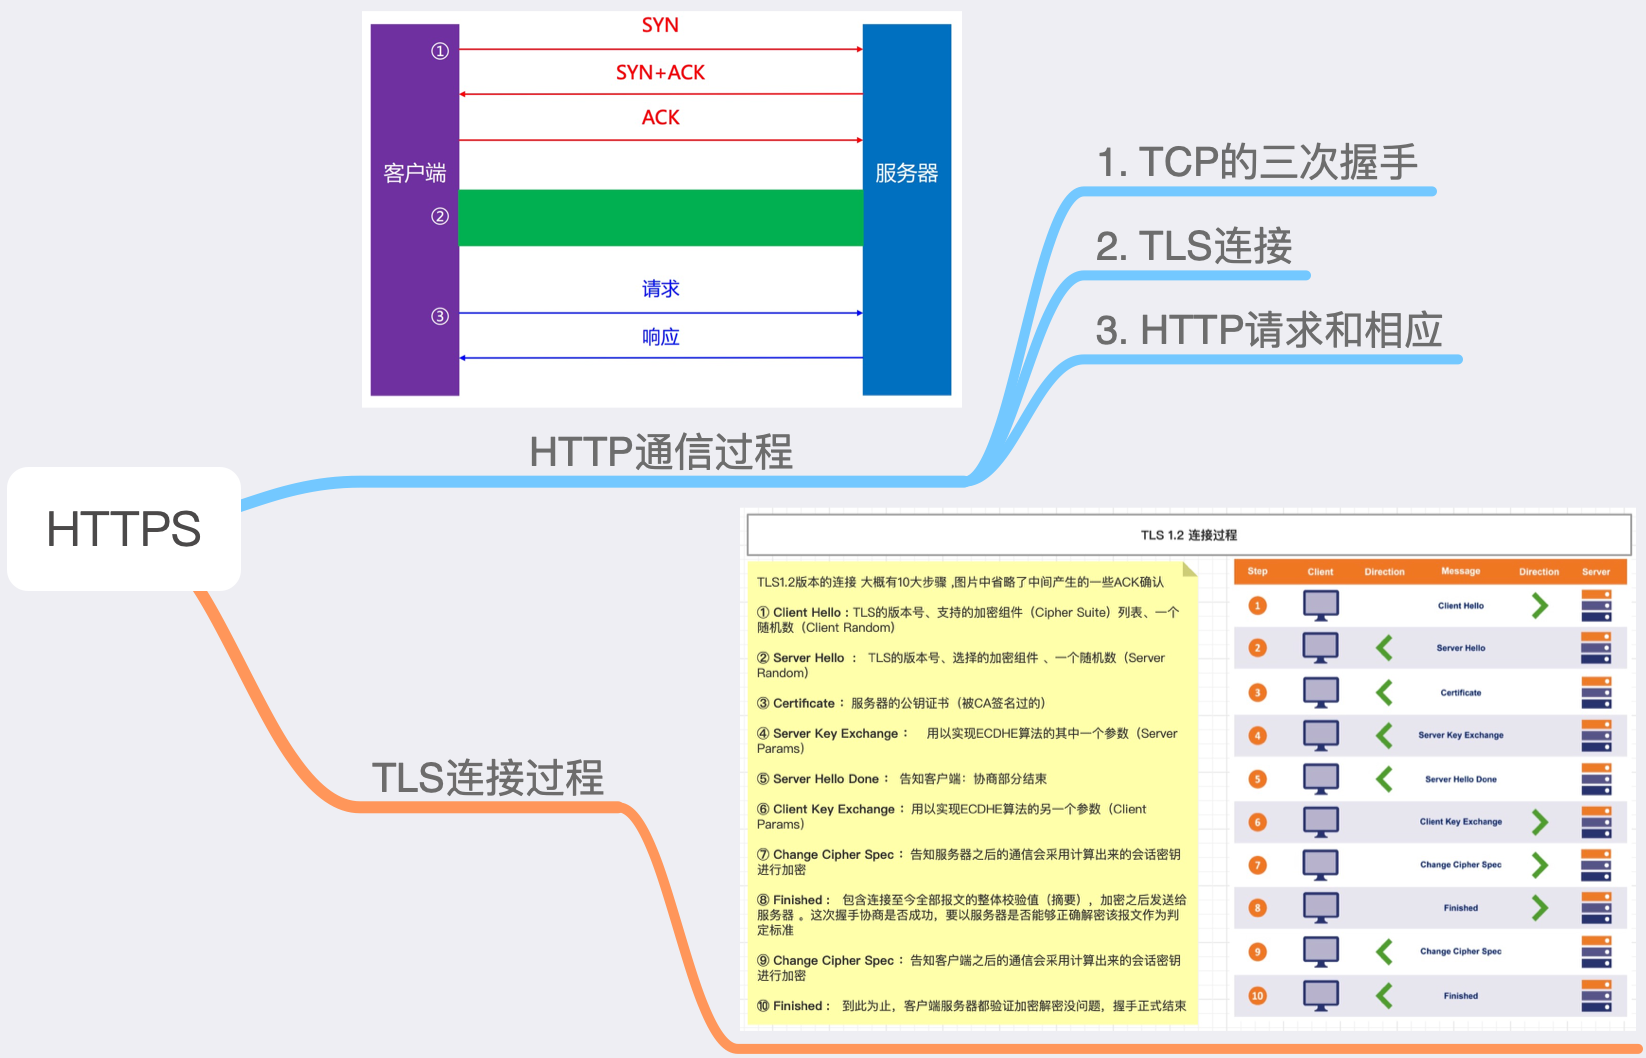 SYN
①
SYN+ACK
ACK
客户端
服务器
②
请求
③
响应
1. TCP的三次握手
2. TLS连接
3. HTTP请求和相应
HTTP通信过程
HTTPS
TLS连接过程
TLS 1.2 连接过程
TLS1.2版本的连接 大概有10大步骤 ,图片中省略了中间产生的一些ACK确认
① Client Hello : TLS的版本号、支持的加密组件（Cipher Suite）列表、一个
随机数（Client Random）
② Server Hello ： TLS的版本号、选择的加密组件 、一个随机数（Server
Random）
③ Certificate ： 服务器的公钥证书（被CA签名过的）
④ Server Key Exchange ： 用以实现ECDHE算法的其中一个参数（Server
Params）
⑤ Server Hello Done ： 告知客户端：协商部分结束
⑥ Client Key Exchange ：用以实现ECDHE算法的另一个参数（Client
Params）
⑦ Change Cipher Spec ：告知服务器之后的通信会采用计算出来的会话密钥
进行加密
⑧ Finished ： 包含连接至今全部报文的整体校验值（摘要），加密之后发送给
服务器 。这次握手协商是否成功，要以服务器是否能够正确解密该报文作为判
定标准
⑨ Change Cipher Spec ：告知客户端之后的通信会采用计算出来的会话密钥
进行加密
⑩ Finished ： 到此为止，客户端服务器都验证加密解密没问题，握手正式结束
Step Client Direction Message Direction Server
1 Client Hello
2 Server Hello
3 Certificate
4 Server Key Exchange
5 Server Hello Done
6 Client Key Exchange
7 Change Cipher Spec
8 Finished
9 Change Cipher Spec
10 Finished